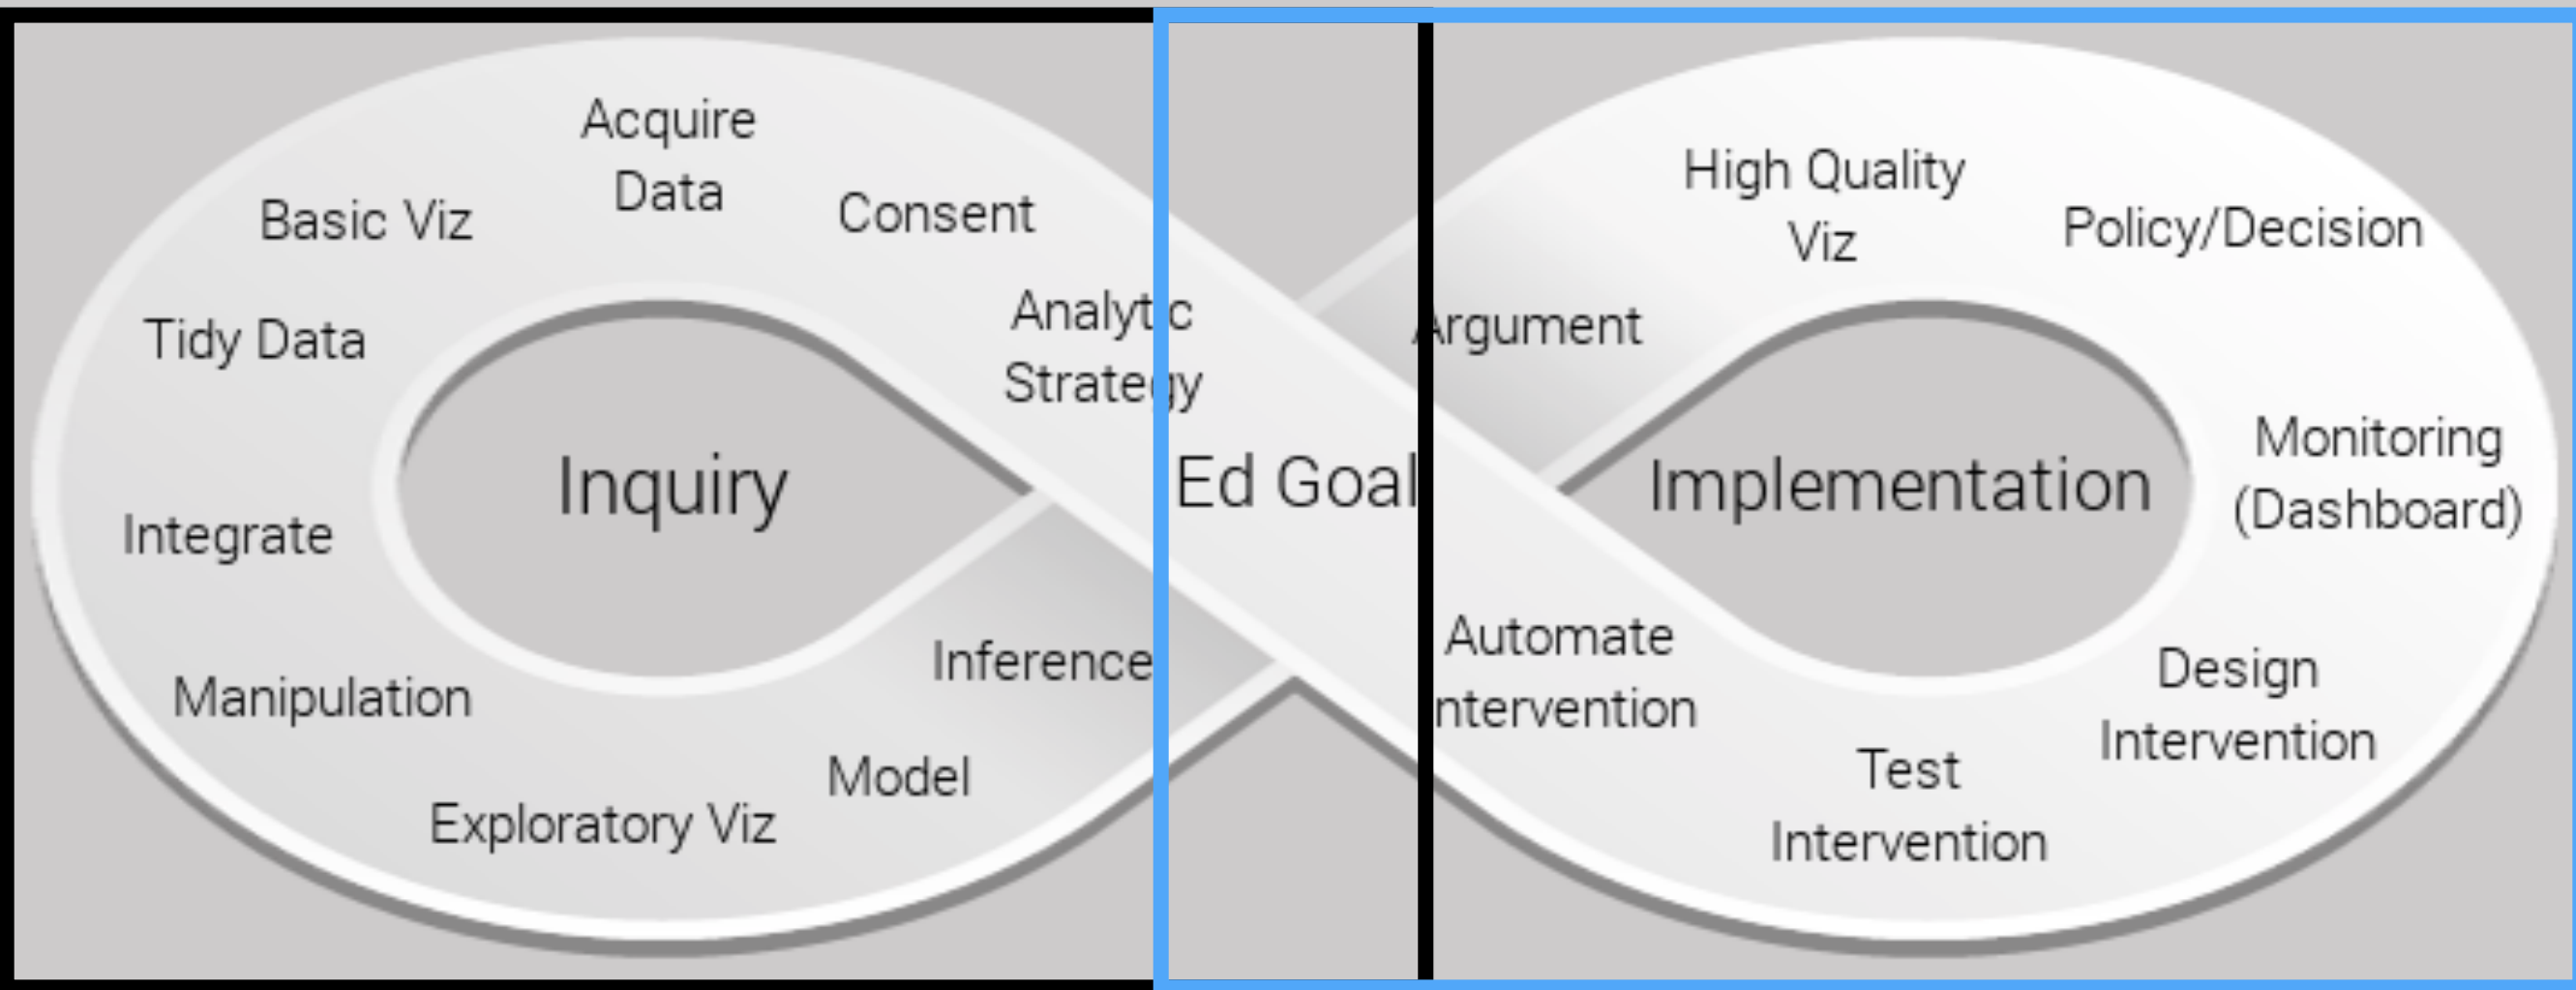 Acquire
Data
Basic Viz
Consent
Tidy Data
Analytic
Strategy
Integrate
Inquiry
Ed Goal
Manipulation
Inference
Model
Exploratory Viz
High Quality
Viz
Policy/Decision
Argument
Monitoring
(Dashboard)
Implementation
Automate
ntervention
Design
Intervention
Test
Intervention